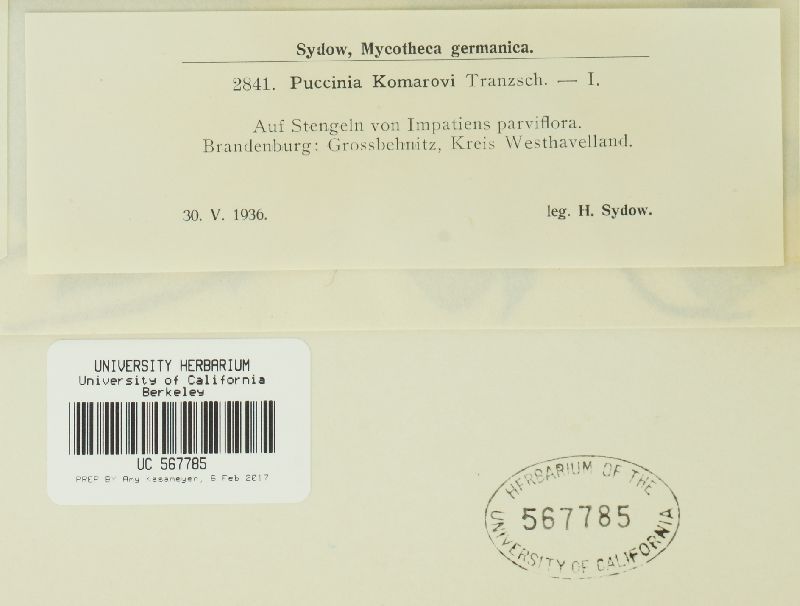 Sydow, Mycotheca germanica.
2841. Puccinia Komarovi Tranzsch. — I.
Auf Stengeln von Impatiens parviflora.
Brandenburg: Grossbehnitz, Kreis Westhavelland.
30. V. 1936.
leg. H. Sydow.
UNIVERSITY HERBARIUM
University of California
Berkeley
UC 567785
PREP BY Amy Kasameyer, 6 Feb 2017
HERBARIUM OF THE
567785
UNIVERSITY OF CALIFORNIA